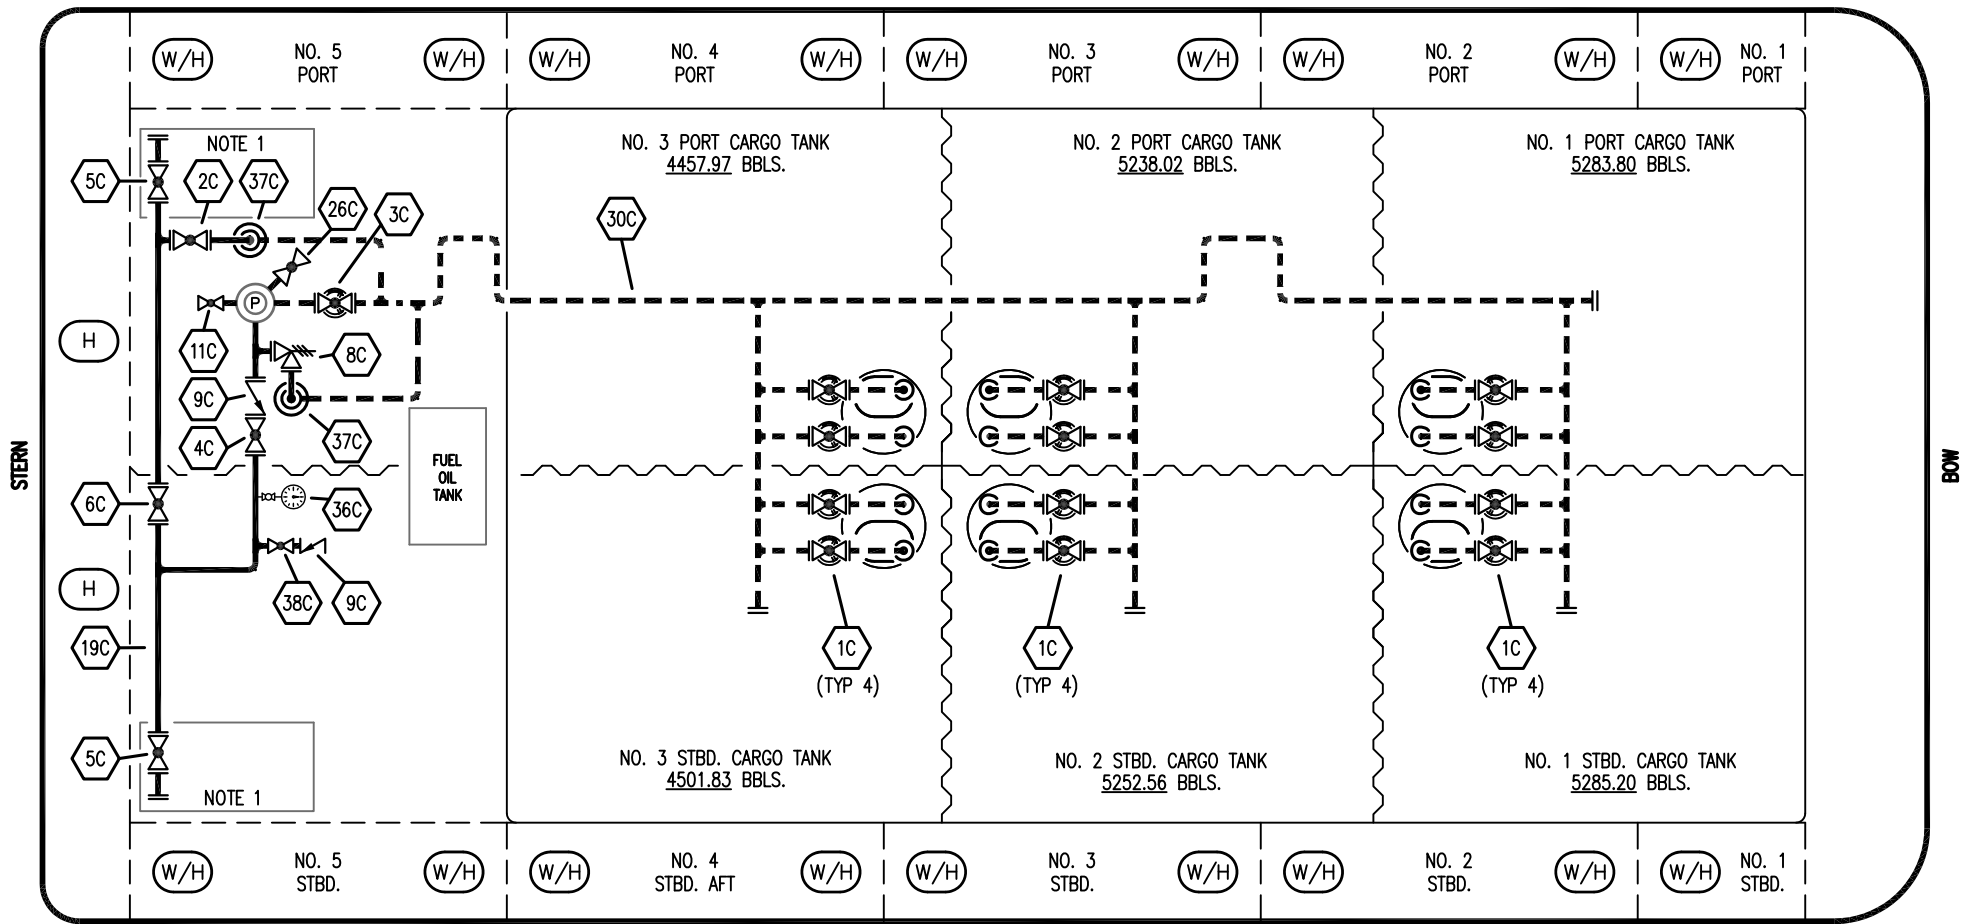 W/H
NO. 5
PORT
W/H
W/H
NO. 4
PORT
W/H
W/H
NO. 3
PORT
W/H
W/H
NO. 2
PORT
W/H
W/H
NO. 1
PORT
NOTE 1
NO. 3 PORT CARGO TANK
4457.97 BBLS.
NO. 2 PORT CARGO TANK
5238.02 BBLS.
NO. 1 PORT CARGO TANK
5283.80 BBLS.
5C
2C
37C
26C
3C
30C
P
H
11C
8C
9C
4C
37C
FUEL
OIL
TANK
STERN
BOW
6C
36C
H
38C
9C
19C
1C
(TYP 4)
1C
(TYP 4)
1C
(TYP 4)
5C
NOTE 1
NO. 3 STBD. CARGO TANK
4501.83 BBLS.
NO. 2 STBD. CARGO TANK
5252.56 BBLS.
NO. 1 STBD. CARGO TANK
5285.20 BBLS.
W/H
NO. 5
STBD.
W/H
W/H
NO. 4
STBD. AFT
W/H
W/H
NO. 3
STBD.
W/H
W/H
NO. 2
STBD.
W/H
W/H
NO. 1
STBD.